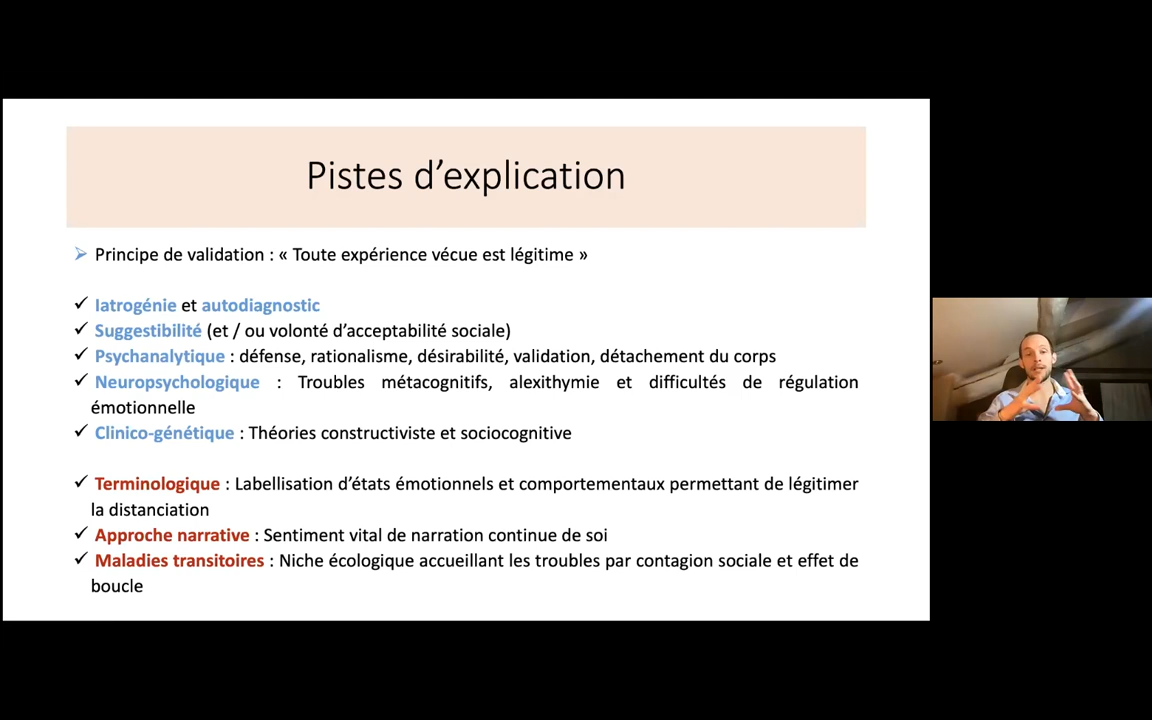 Pistes d’explication
➢ Principe de validation : « Toute expérience vécue est légitime »
✓ Iatrogénie et autodiagnostic
✓ Suggestibilité (et / ou volonté d’acceptabilité sociale)
✓ Psychanalytique : défense, rationalisme, désirabilité, validation, détachement du corps
✓ Neuropsychologique : Troubles métacognitifs, alexithymie et difficultés de régulation
émotionnelle
✓ Clinico-génétique : Théories constructiviste et sociocognitive
✓ Terminologique : Labellisation d’états émotionnels et comportementaux permettant de légitimer
la distanciation
✓ Approche narrative : Sentiment vital de narration continue de soi
✓ Maladies transitoires : Niche écologique accueillant les troubles par contagion sociale et effet de
boucle